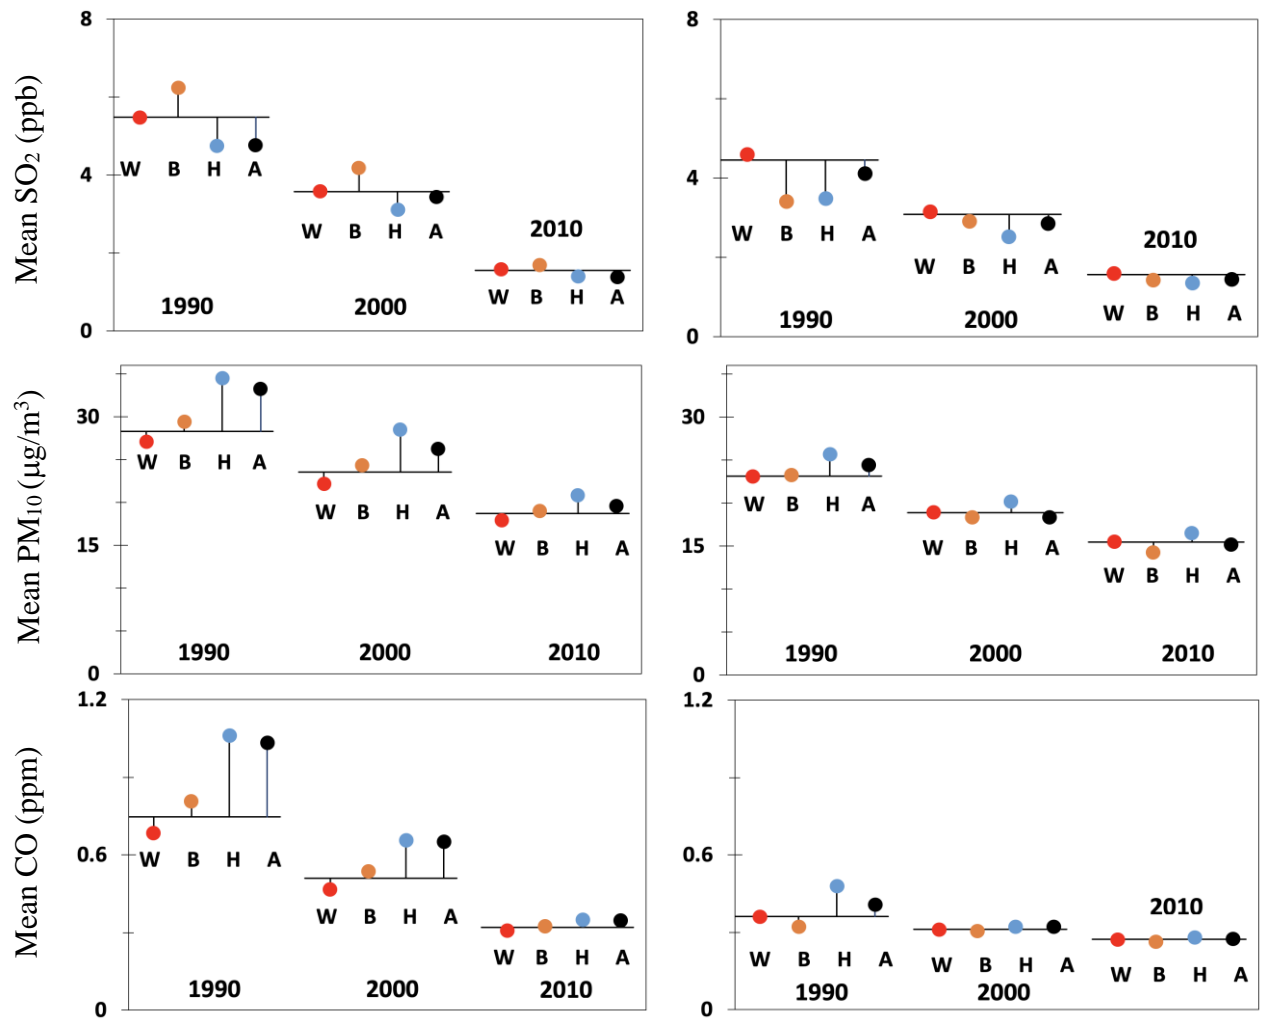 Mean SO₂ (ppb)
8
4
0
W B H A
1990
W B H A
2000
2010
W B H A
8
4
0
W B H A
1990
W B H A
2000
2010
W B H A
Mean PM₁₀ (µg/m³)
30
15
0
W B H A
1990
W B H A
2000
W B H A
2010
30
15
0
W B H A
1990
W B H A
2000
W B H A
2010
Mean CO (ppm)
1.2
0.6
0
W B H A
1990
W B H A
2000
W B H A
2010
1.2
0.6
0
W B H A
1990
W B H A
2000
2010
W B H A